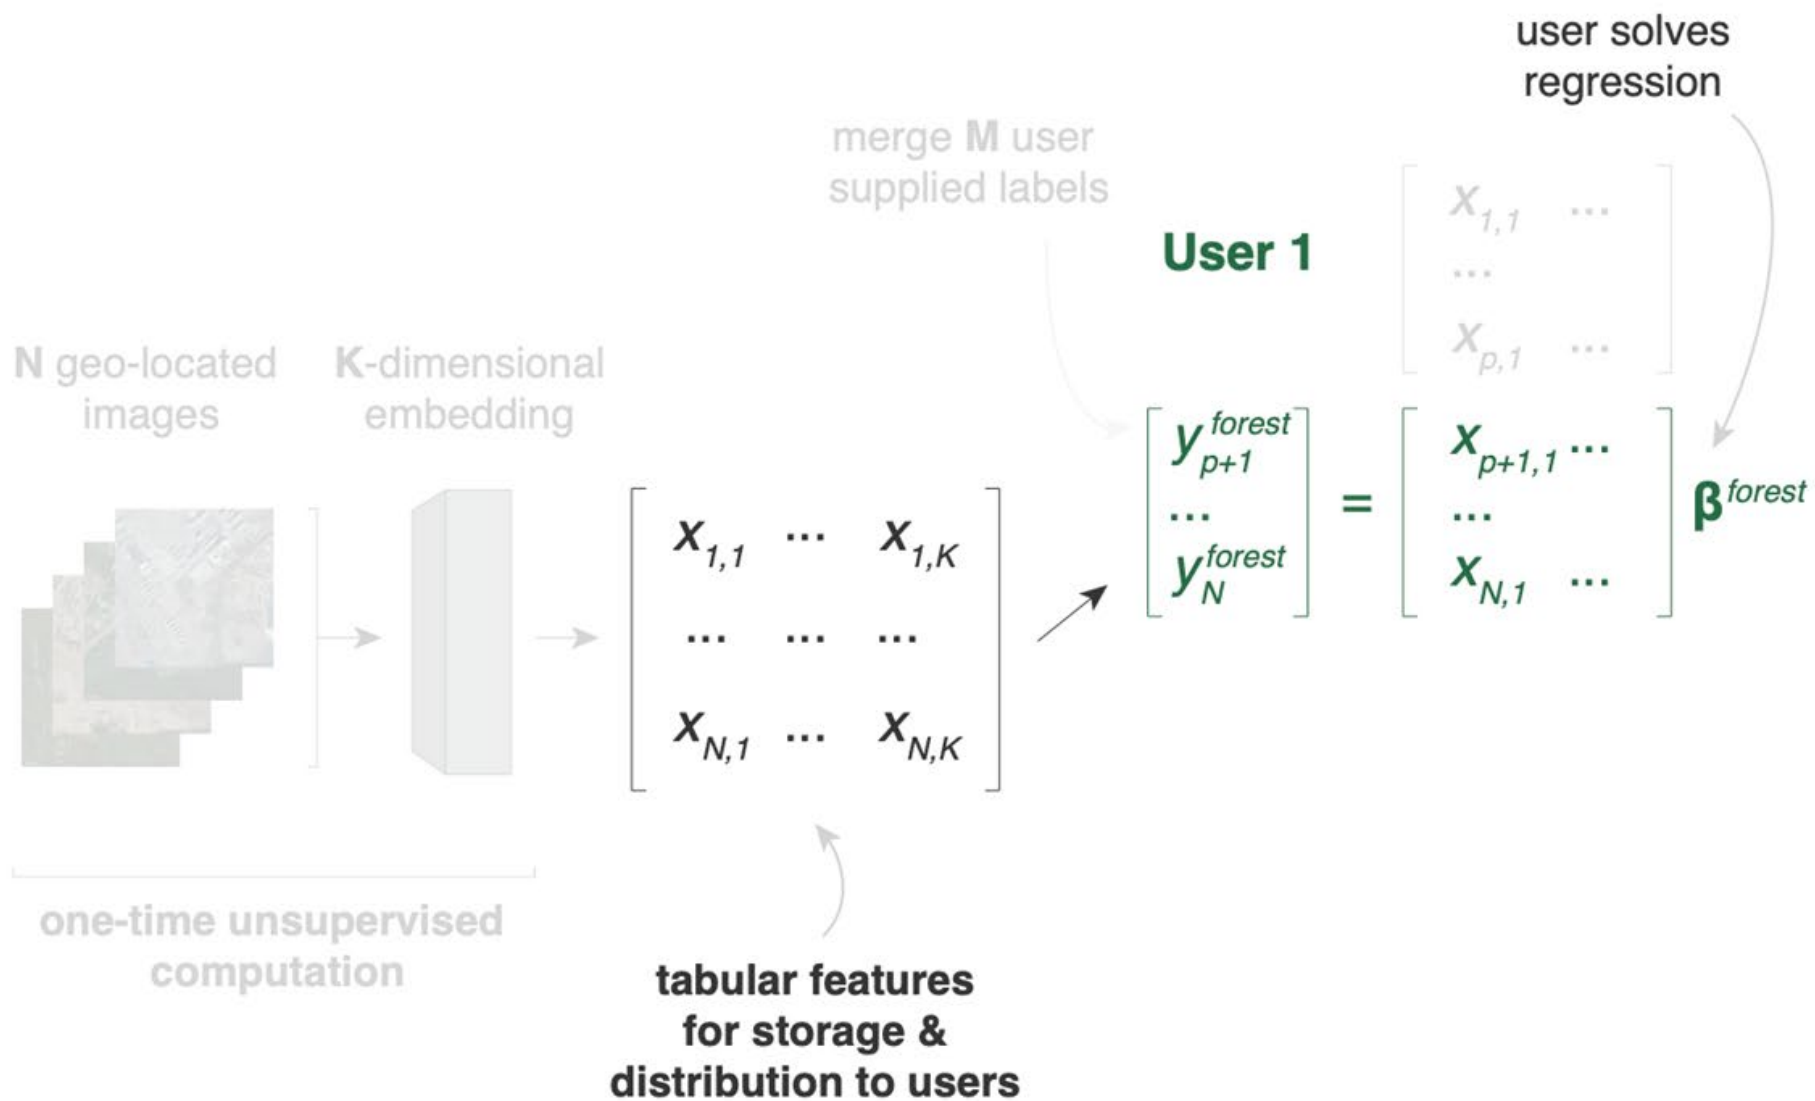 user solves
regression
merge M user
supplied labels
User 1
x1,1 ...
...
xp,1 ...
N geo-located
images
K-dimensional
embedding
y^forest_p+1
...
y^forest_N
=
xp+1,1 ...
...
xN,1 ...
β^forest
x1,1 ... x1,K
... ... ...
xN,1 ... xN,K
one-time unsupervised
computation
tabular features
for storage &
distribution to users